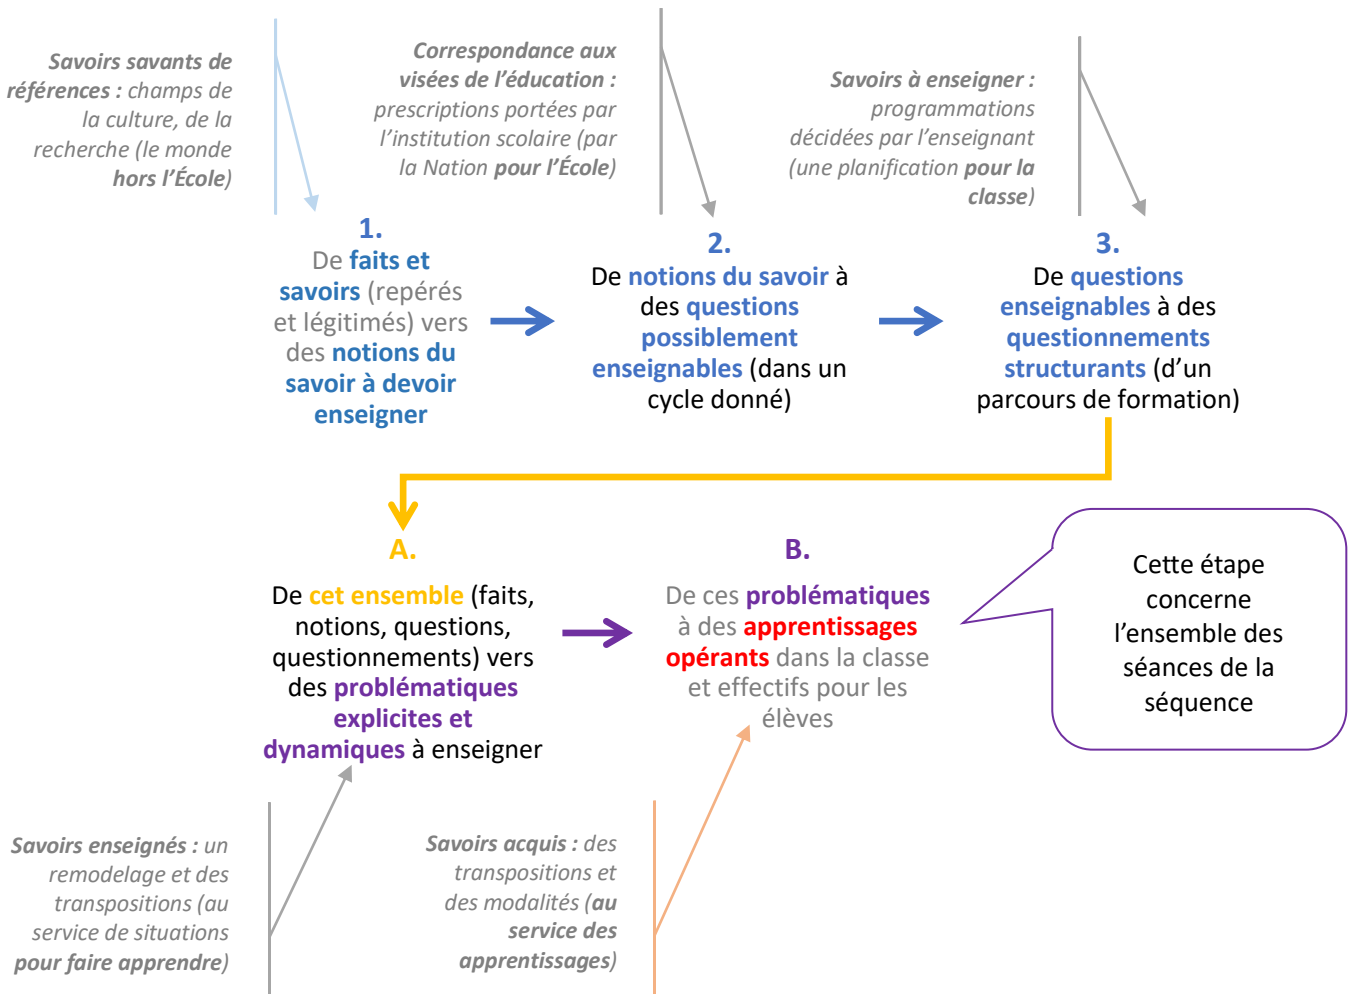 Savoirs savants de
références : champs de
la culture, de la
recherche (le monde
hors l’École)
Correspondance aux
visées de l’éducation :
prescriptions portées par
l’institution scolaire (par
la Nation pour l’École)
Savoirs à enseigner :
programmations
décidées par l’enseignant
(une planification pour la
classe)
1.
De faits et
savoirs (repérés
et légitimés) vers
des notions du
savoir à devoir
enseigner
2.
De notions du savoir à
des questions
possiblement
enseignables (dans un
cycle donné)
3.
De questions
enseignables à des
questionnements
structurants (d’un
parcours de formation)
A.
De cet ensemble (faits,
notions, questions,
questionnements) vers
des problématiques
explicites et
dynamiques à enseigner
B.
De ces problématiques
à des apprentissages
opérants dans la classe
et effectifs pour les
élèves
Cette étape
concerne
l’ensemble des
séances de la
séquence
Savoirs enseignés : un
remodelage et des
transpositions (au
service de situations
pour faire apprendre)
Savoirs acquis : des
transpositions et
des modalités (au
service des
apprentissages)